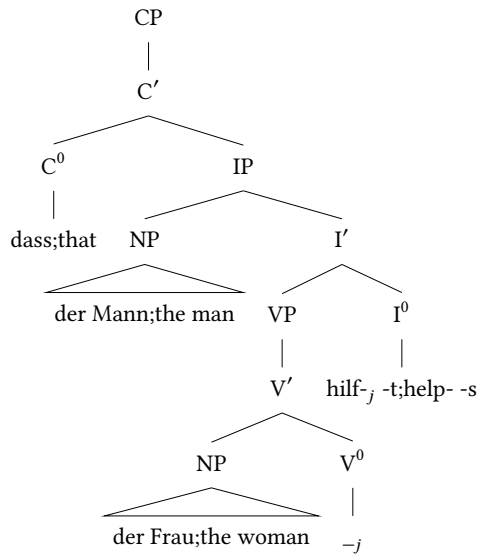 CP
C′
C⁰ IP
dass;that NP I′
der Mann;the man VP I⁰
V′ hilf-ⱼ -t;help- -s
NP V⁰
der Frau;the woman _ⱼ